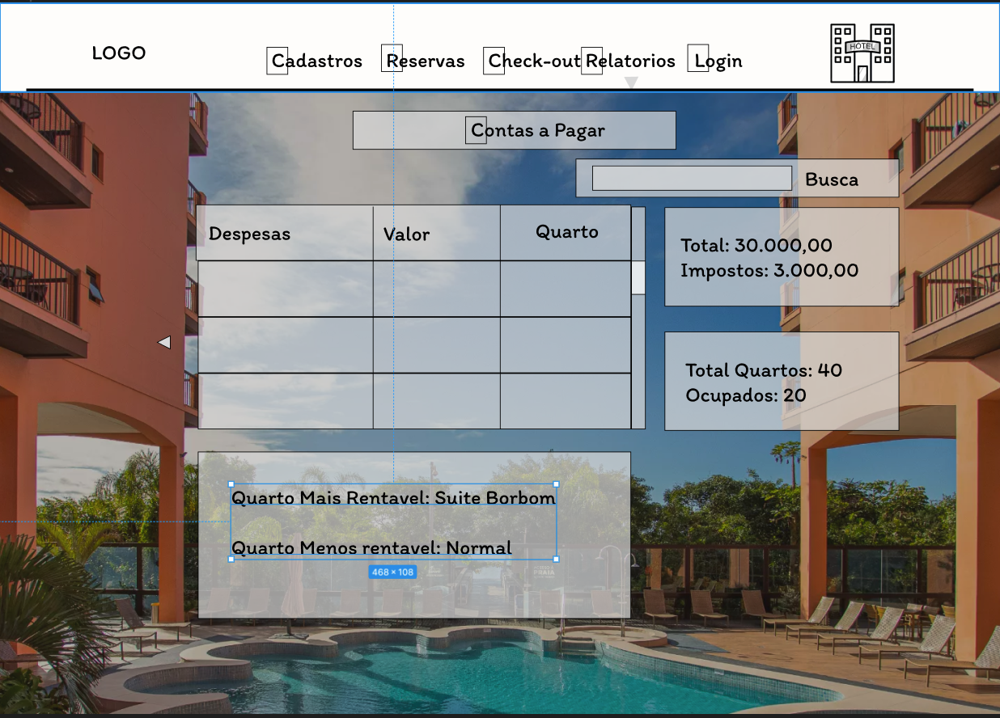 LOGO
Cadastros Reservas Check-out Relatorios Login
HOTEL
Contas a Pagar
Busca
Despesas Valor Quarto
Total: 30.000,00
Impostos: 3.000,00
Total Quartos: 40
Ocupados: 20
Quarto Mais Rentavel: Suite Borbom
Quarto Menos rentavel: Normal
468 × 108
PRAIA